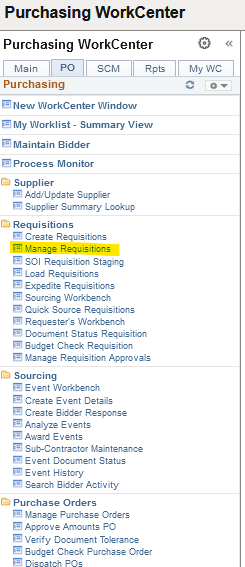 Purchasing WorkCenter
Purchasing WorkCenter
Main PO SCM Rpts My WC
Purchasing
New WorkCenter Window
My Worklist - Summary View
Maintain Bidder
Process Monitor
Supplier
Add/Update Supplier
Supplier Summary Lookup
Requisitions
Create Requisitions
Manage Requisitions
SOI Requisition Staging
Load Requisitions
Expedite Requisitions
Sourcing Workbench
Quick Source Requisitions
Requester's Workbench
Document Status Requisition
Budget Check Requisition
Manage Requisition Approvals
Sourcing
Event Workbench
Create Event Details
Create Bidder Response
Analyze Events
Award Events
Sub-Contractor Maintenance
Event Document Status
Event History
Search Bidder Activity
Purchase Orders
Manage Purchase Orders
Approve Amounts PO
Verify Document Tolerance
Budget Check Purchase Order
Dispatch POs